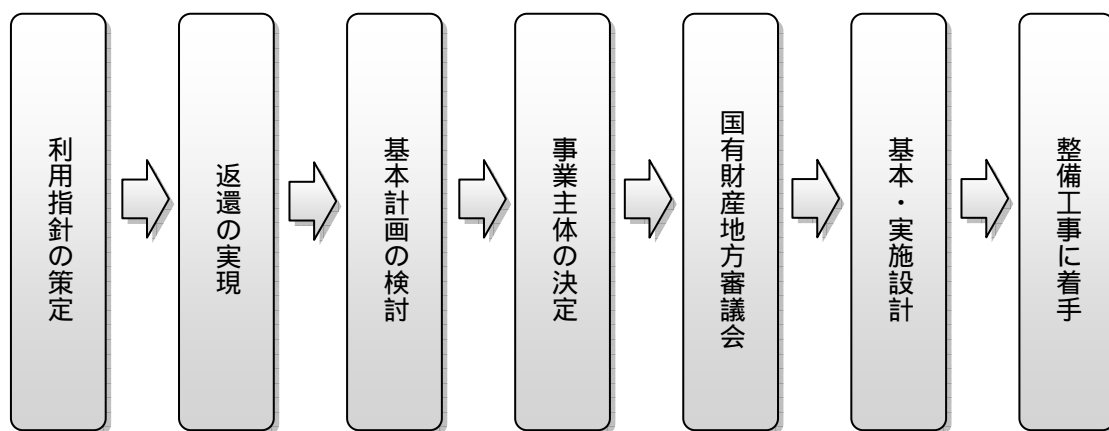 利用指針の策定
返還の実現
基本計画の検討
事業主体の決定
国有財産地方審議会
基本・実施設計
整備工事に着手